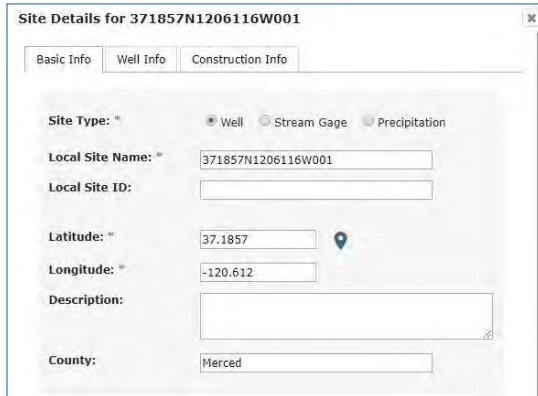 Site Details for 371857N1206116W001
Basic Info Well Info Construction Info
Site Type: * Well Stream Gage Precipitation
Local Site Name: * 371857N1206116W001
Local Site ID:
Latitude: * 37.1857
Longitude: * -120.612
Description:
County: Merced